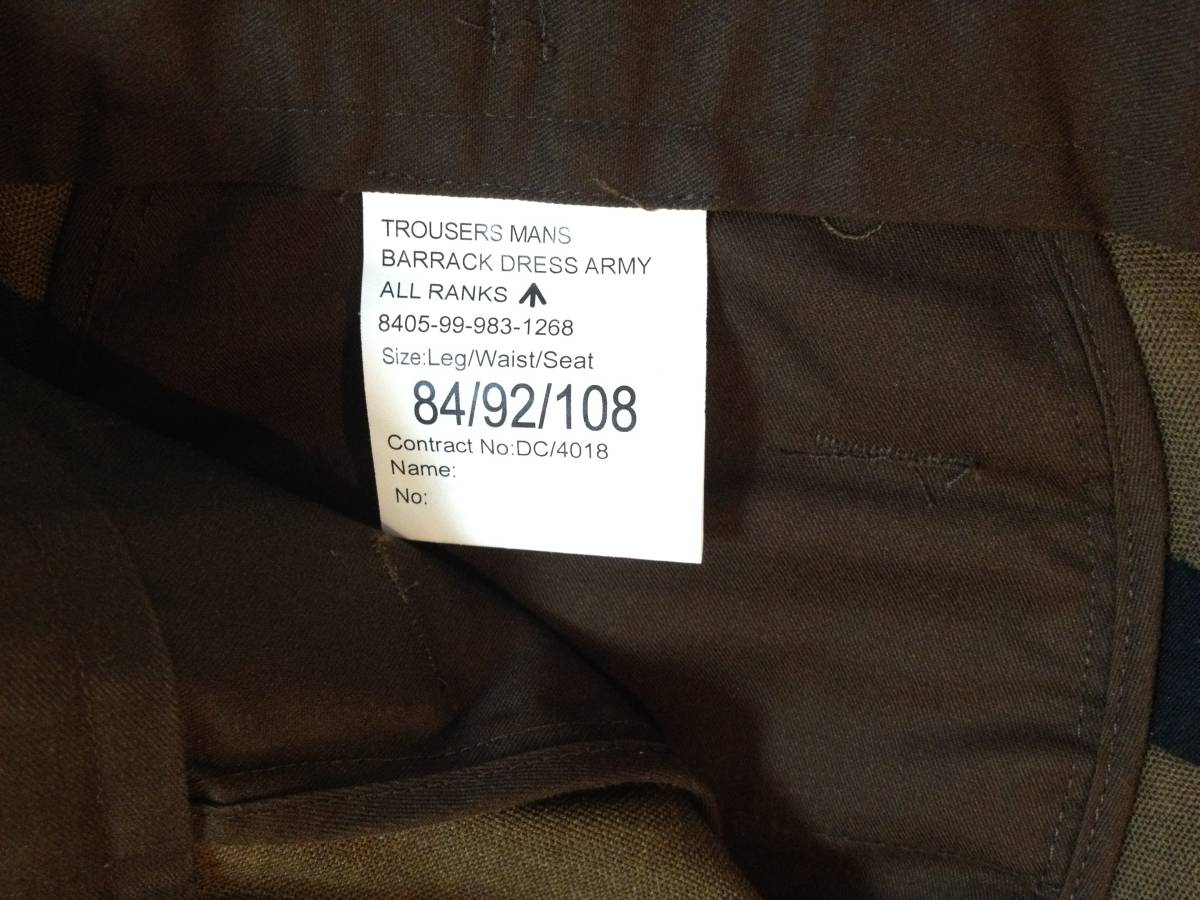 TROUSERS MANS
BARRACK DRESS ARMY
ALL RANKS
8405-99-983-1268
Size:Leg/Waist/Seat
84/92/108
Contract No:DC/4018
Name:
No: